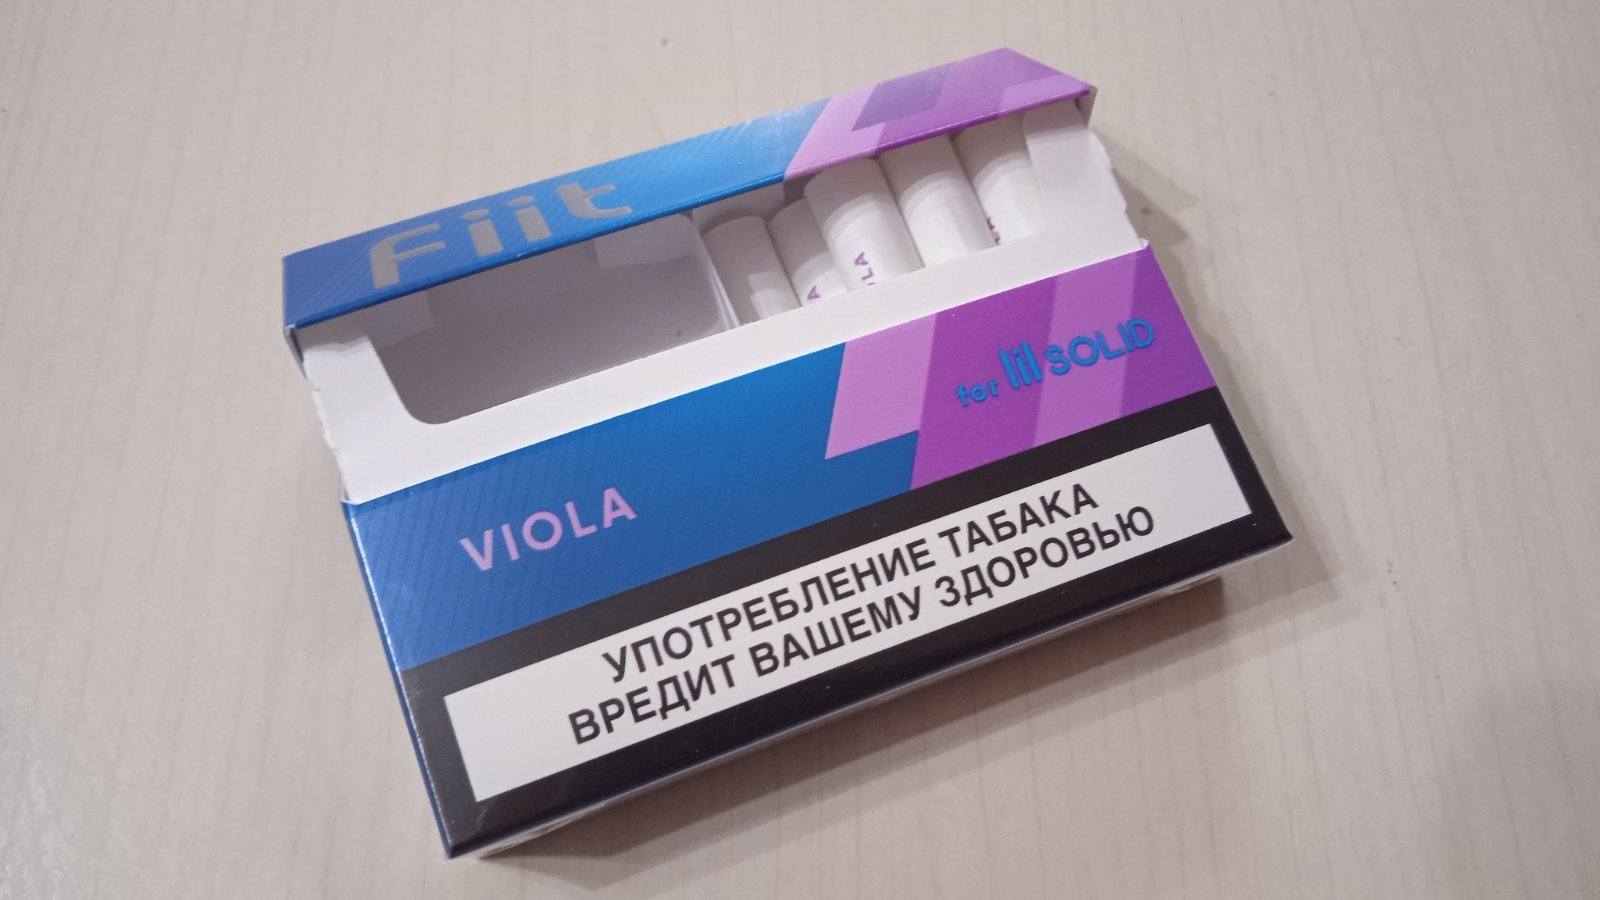 Fiit
for lil SOLID
VIOLA
УПОТРЕБЛЕНИЕ ТАБАКА
ВРЕДИТ ВАШЕМУ ЗДОРОВЬЮ